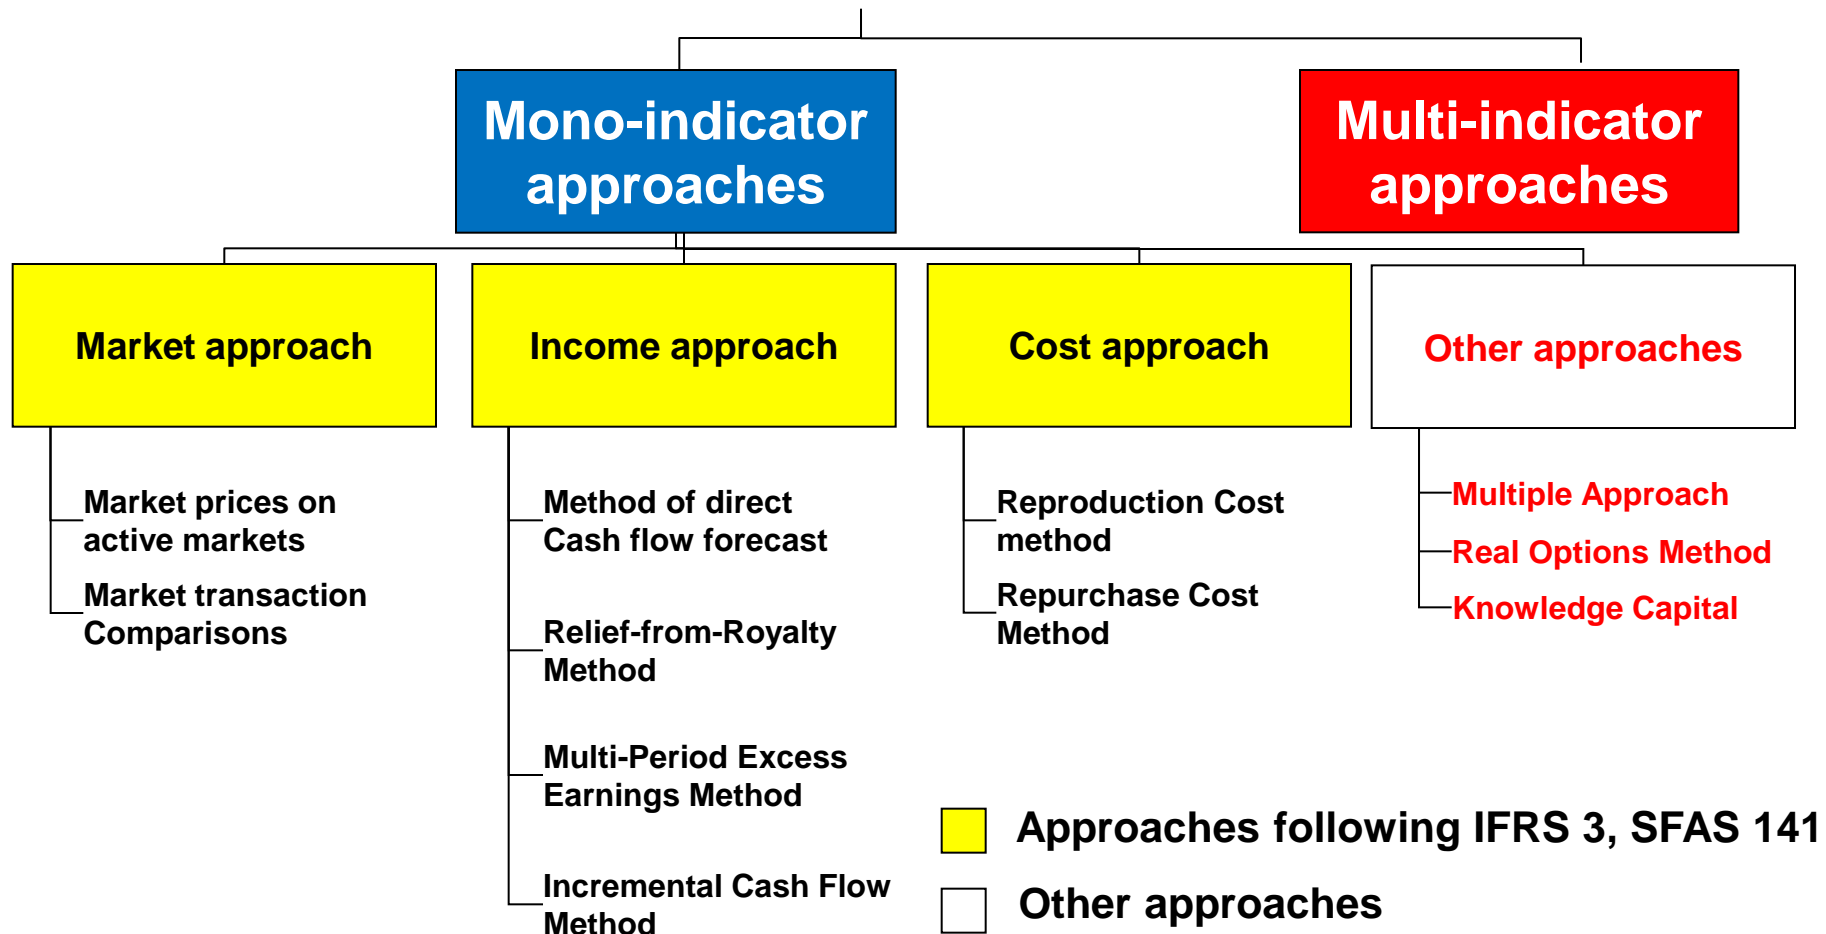 Mono-indicator
approaches
Multi-indicator
approaches
Market approach
Income approach
Cost approach
Other approaches
Market prices on
active markets
Market transaction
Comparisons
Method of direct
Cash flow forecast
Relief-from-Royalty
Method
Multi-Period Excess
Earnings Method
Incremental Cash Flow
Method
Reproduction Cost
method
Repurchase Cost
Method
Multiple Approach
Real Options Method
Knowledge Capital
Approaches following IFRS 3, SFAS 141
Other approaches